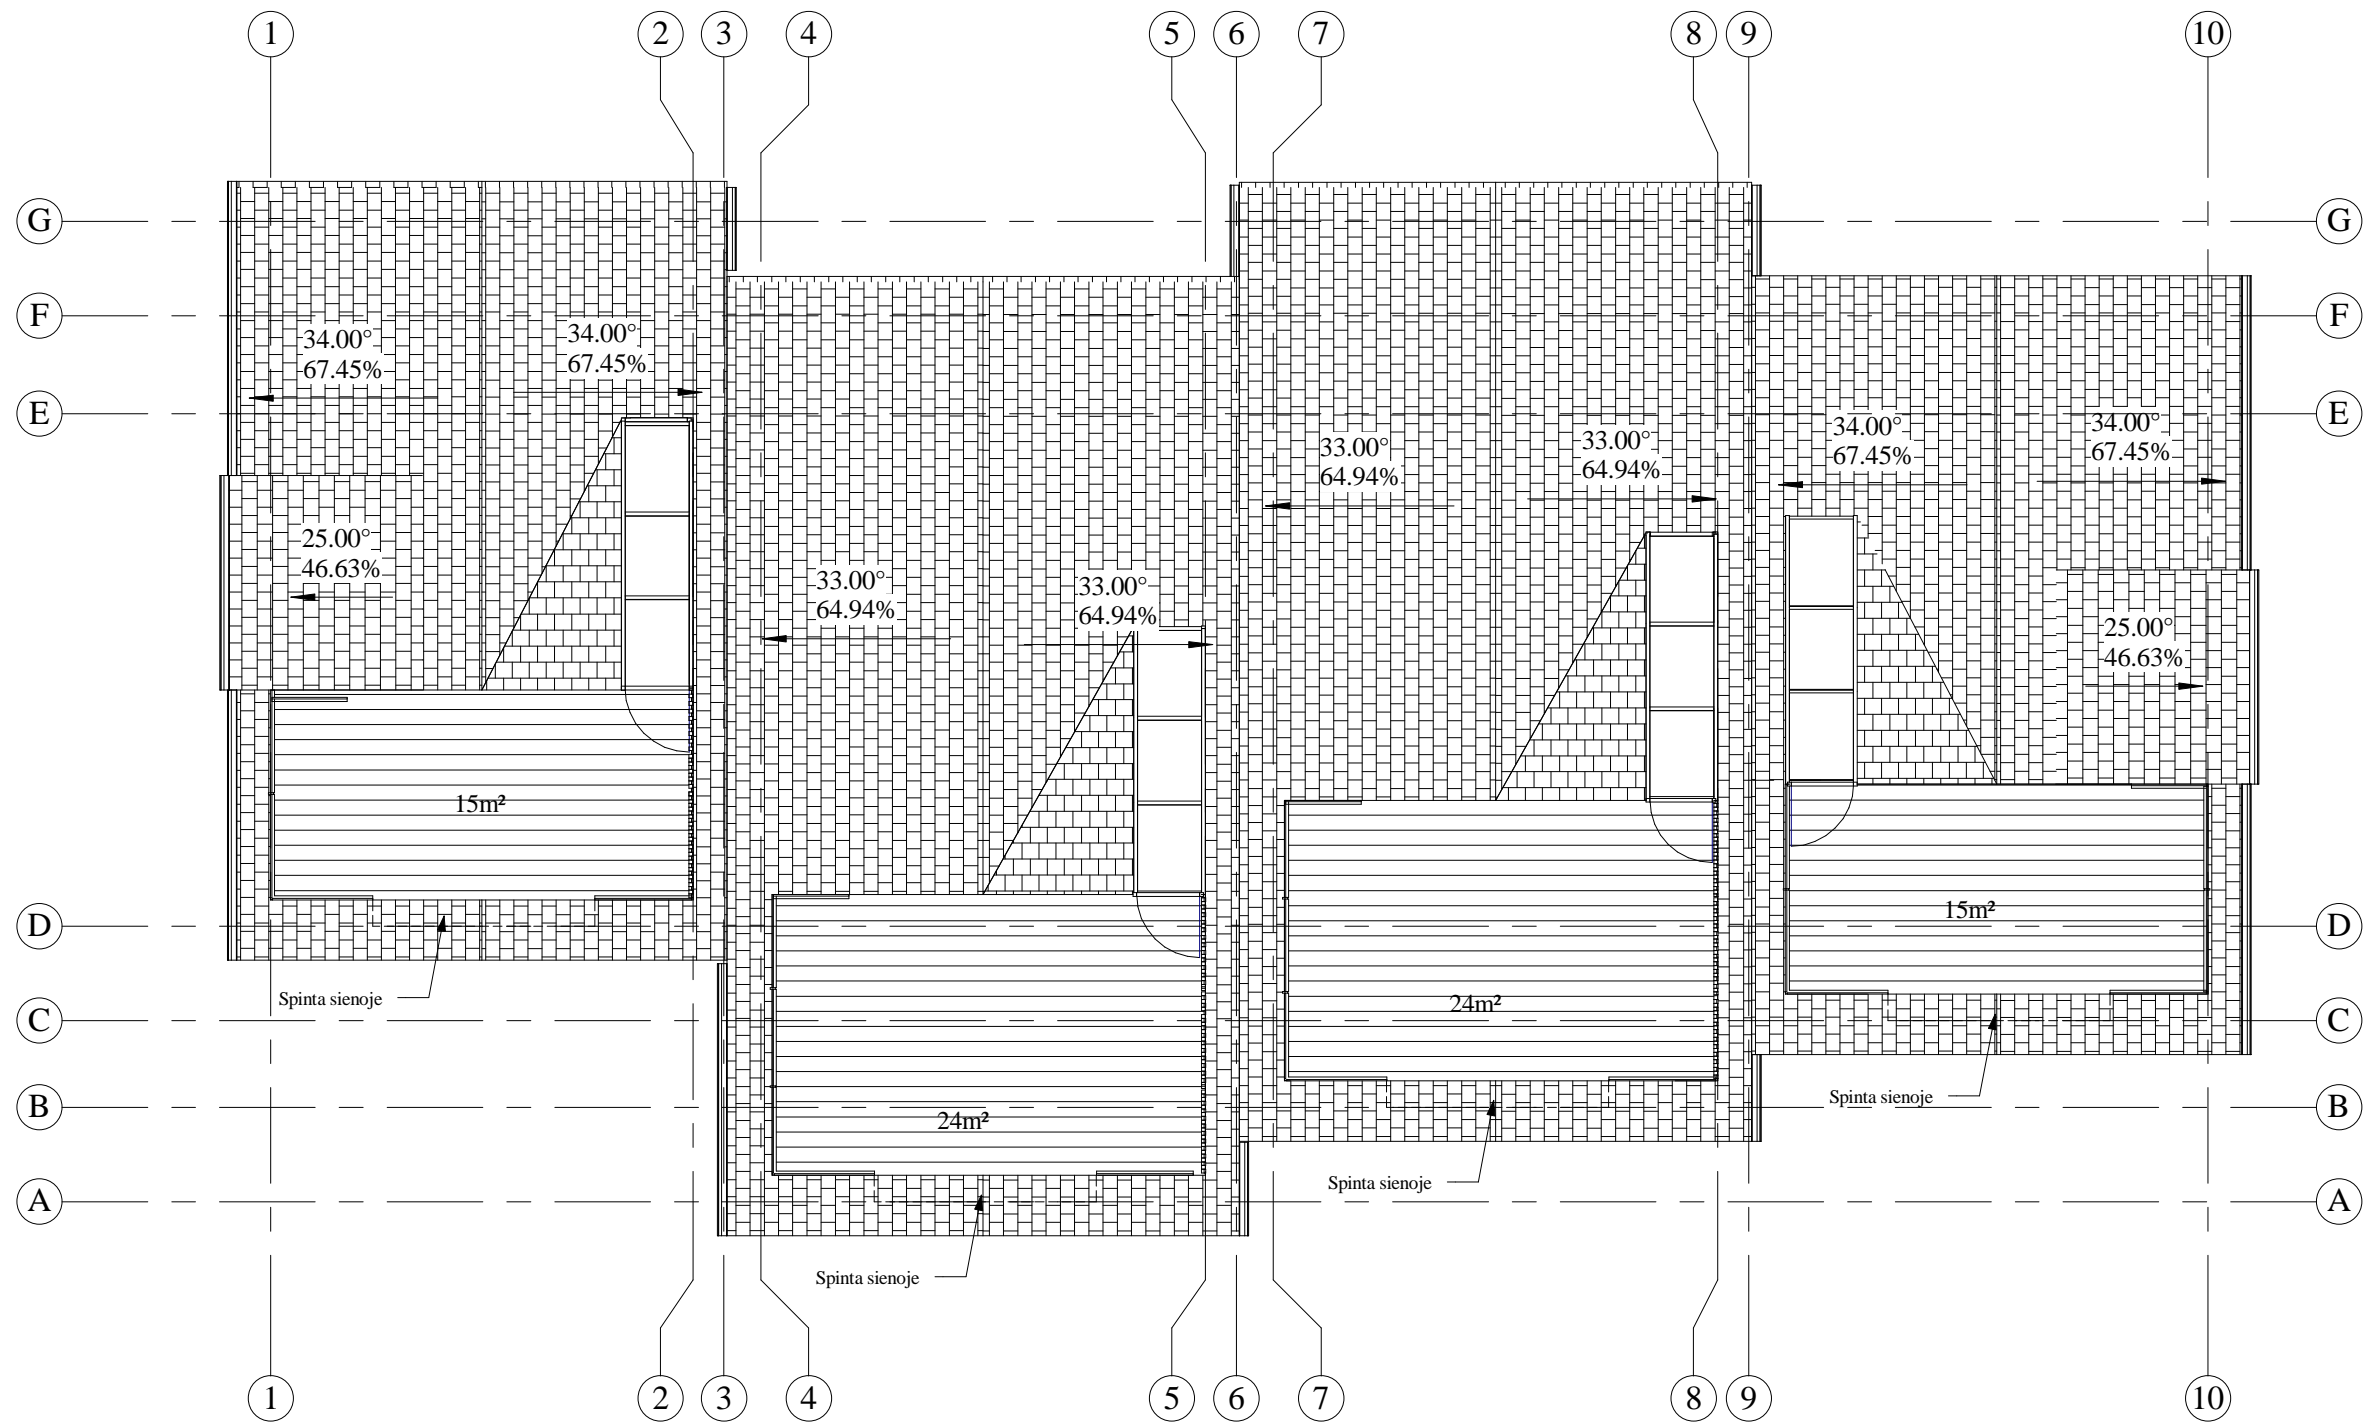 1
2
3
4
5
6
7
8
9
10
G
G
F
F
34.00°
67.45%
34.00°
67.45%
E
E
33.00°
64.94%
33.00°
64.94%
34.00°
67.45%
34.00°
67.45%
25.00°
46.63%
33.00°
64.94%
33.00°
64.94%
25.00°
46.63%
15m²
15m²
D
D
Spinta sienoje
24m²
C
C
Spinta sienoje
B
B
24m²
Spinta sienoje
A
A
Spinta sienoje
1
2
3
4
5
6
7
8
9
10